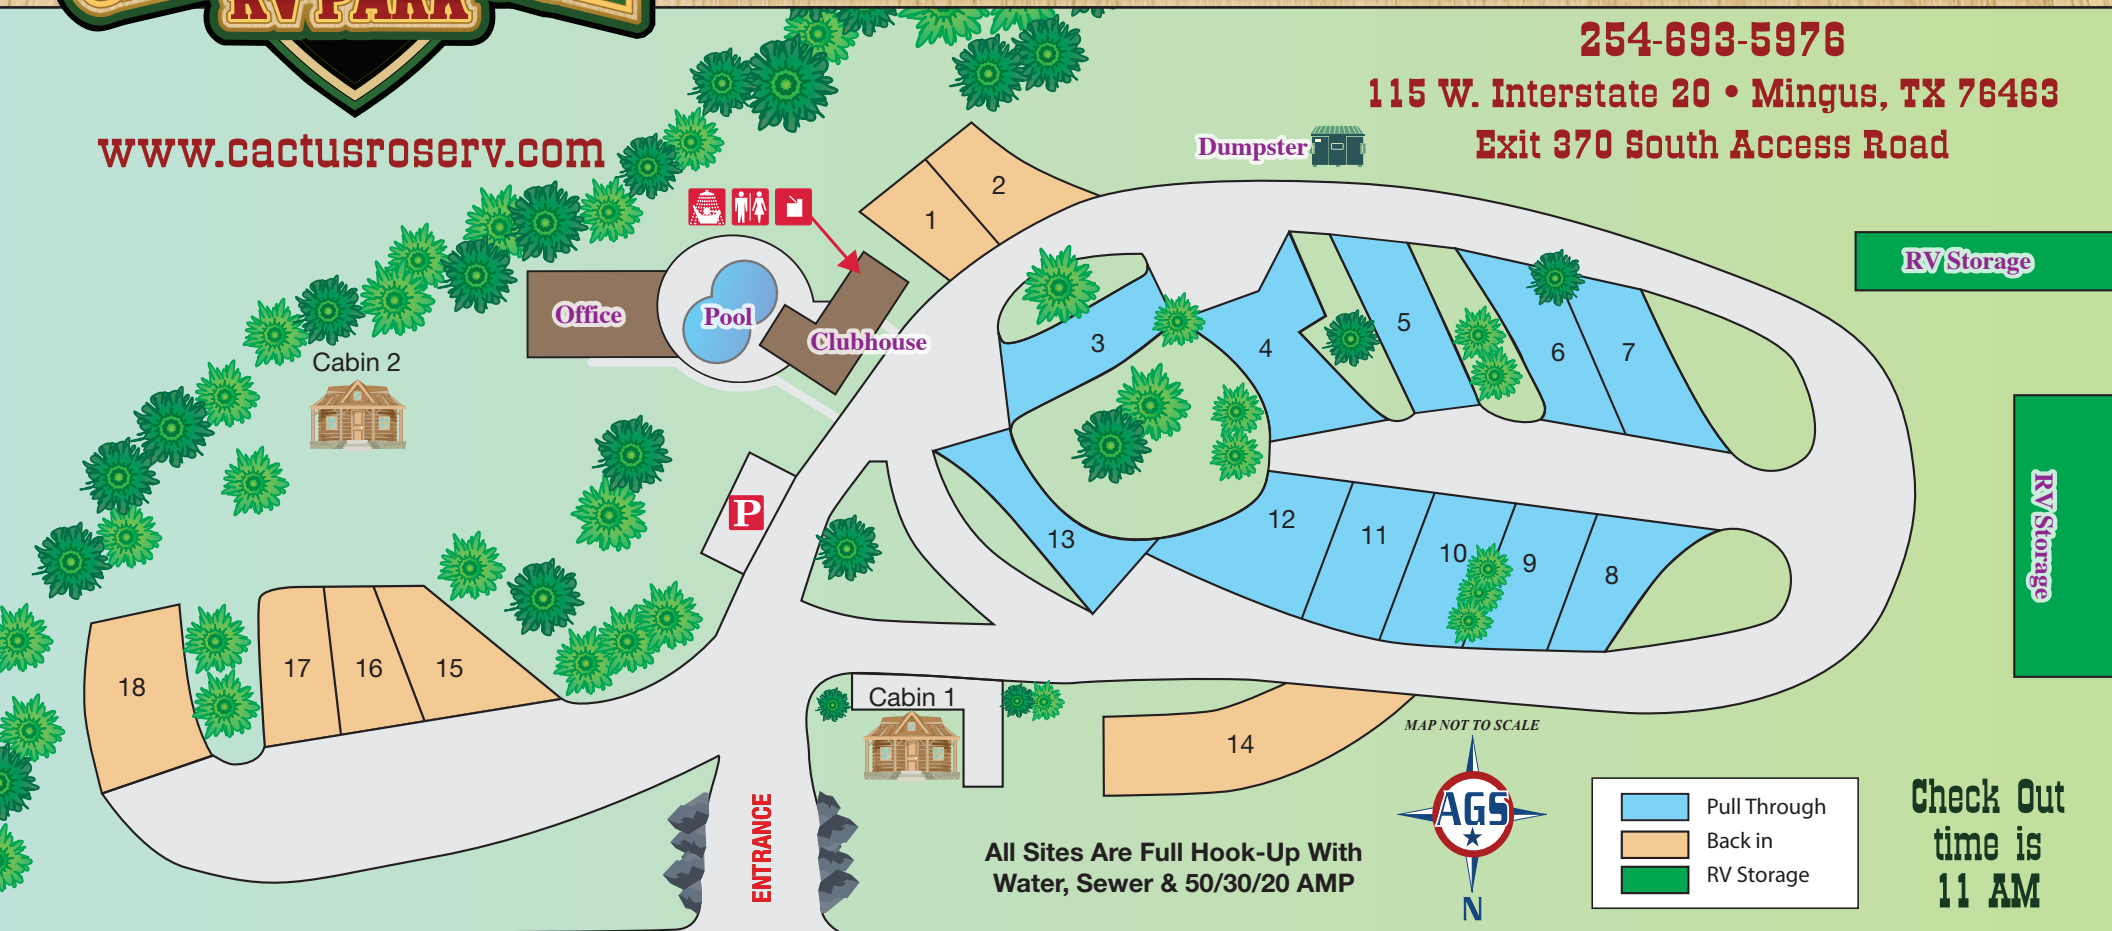 RV PARK
www.cactusroserv.com
254-693-5976
115 W. Interstate 20 • Mingus, TX 76463
Exit 370 South Access Road
Dumpster
RV Storage
RV Storage
Office
Pool
Clubhouse
Cabin 2
P
1
2
3
4
5
6
7
8
9
10
11
12
13
14
15
16
17
18
Cabin 1
ENTRANCE
All Sites Are Full Hook-Up With
Water, Sewer & 50/30/20 AMP
MAP NOT TO SCALE
AGS
N
Pull Through
Back in
RV Storage
Check Out
time is
11 AM